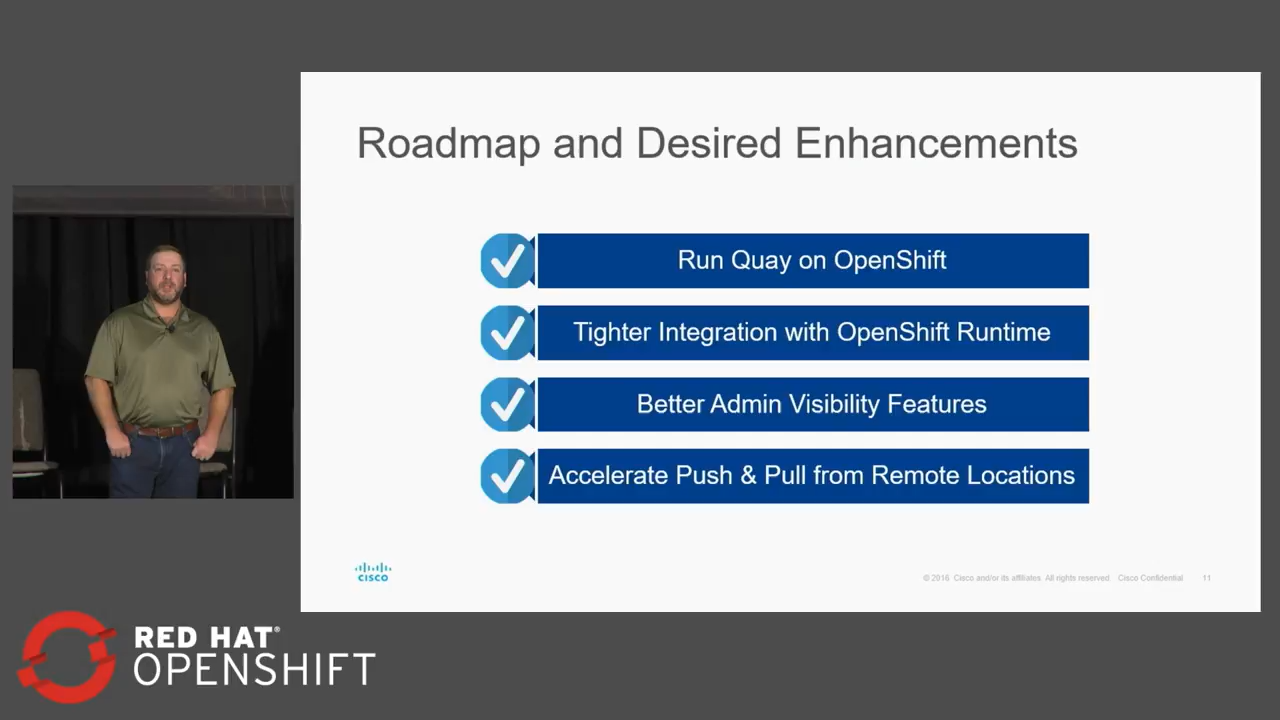 Roadmap and Desired Enhancements
Run Quay on OpenShift
Tighter Integration with OpenShift Runtime
Better Admin Visibility Features
Accelerate Push & Pull from Remote Locations
CISCO
© 2016 Cisco and/or its affiliates. All rights reserved. Cisco Confidential 11
RED HAT®
OPENSHIFT